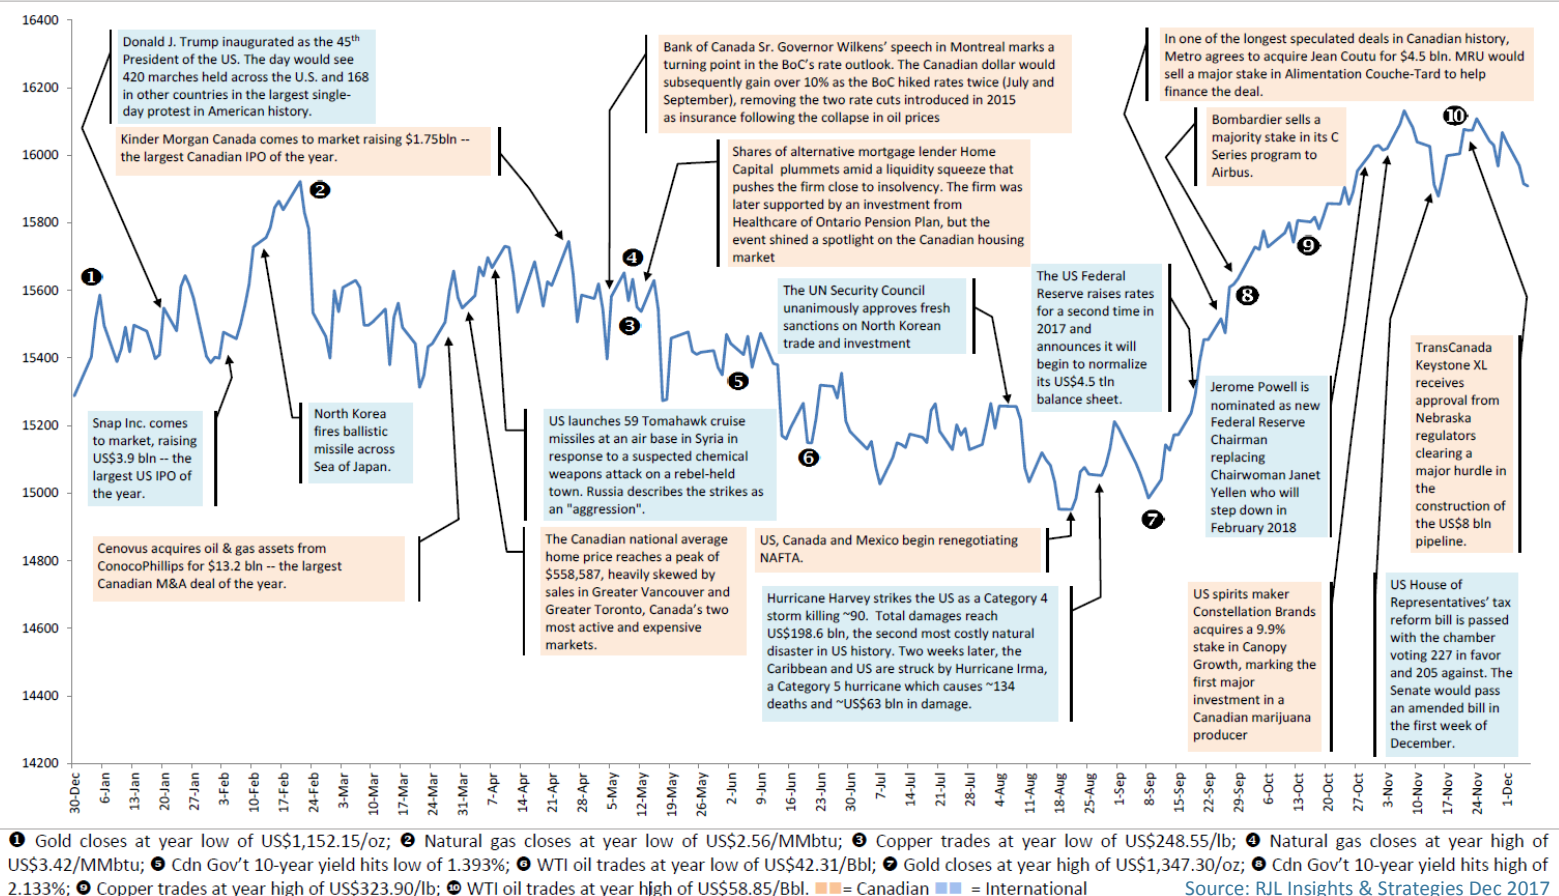 16400
16200
16000
15800
15600
15400
15200
15000
14800
14600
14400
14200
Donald J. Trump inaugurated as the 45th
President of the US. The day would see
420 marches held across the U.S. and 168
in other countries in the largest single-
day protest in American history.
Kinder Morgan Canada comes to market raising $1.75bln --
the largest Canadian IPO of the year.
Bank of Canada Sr. Governor Wilkens' speech in Montreal marks a
turning point in the BoC's rate outlook. The Canadian dollar would
subsequently gain over 10% as the BoC hiked rates twice (July and
September), removing the two rate cuts introduced in 2015
as insurance following the collapse in oil prices
Shares of alternative mortgage lender Home
Capital plummets amid a liquidity squeeze that
pushes the firm close to insolvency. The firm was
later supported by an investment from
Healthcare of Ontario Pension Plan, but the
event shined a spotlight on the Canadian housing
market
In one of the longest speculated deals in Canadian history,
Metro agrees to acquire Jean Coutu for $4.5 bln. MRU would
sell a major stake in Alimentation Couche-Tard to help
finance the deal.
Bombardier sells a
majority stake in its C
Series program to
Airbus.
The UN Security Council
unanimously approves fresh
sanctions on North Korean
trade and investment
The US Federal
Reserve raises rates
for a second time in
2017 and
announces it will
begin to normalize
its US$4.5 tln
balance sheet.
Jerome Powell is
nominated as new
Federal Reserve
Chairman
replacing
Chairwoman Janet
Yellen who will
step down in
February 2018
TransCanada
Keystone XL
receives
approval from
Nebraska
regulators
clearing a
major hurdle in
the
construction of
the US$8 bln
pipeline.
Snap Inc. comes
to market, raising
US$3.9 bln -- the
largest US IPO of
the year.
North Korea
fires ballistic
missile across
Sea of Japan.
US launches 59 Tomahawk cruise
missiles at an air base in Syria in
response to a suspected chemical
weapons attack on a rebel-held
town. Russia describes the strikes as
an "aggression".
Cenovus acquires oil & gas assets from
ConocoPhillips for $13.2 bln -- the largest
Canadian M&A deal of the year.
The Canadian national average
home price reaches a peak of
$558,587, heavily skewed by
sales in Greater Vancouver and
Greater Toronto, Canada's two
most active and expensive
markets.
US, Canada and Mexico begin renegotiating
NAFTA.
Hurricane Harvey strikes the US as a Category 4
storm killing ~90. Total damages reach
US$198.6 bln, the second most costly natural
disaster in US history. Two weeks later, the
Caribbean and US are struck by Hurricane Irma,
a Category 5 hurricane which causes ~134
deaths and ~US$63 bln in damage.
US spirits maker
Constellation Brands
acquires a 9.9%
stake in Canopy
Growth, marking the
first major
investment in a
Canadian marijuana
producer
US House of
Representatives' tax
reform bill is passed
with the chamber
voting 227 in favor
and 205 against. The
Senate would pass
an amended bill in
the first week of
December.
❶
❷
❸
❹
❺
❻
❼
❽
❾
❿
30-Dec
6-Jan
13-Jan
20-Jan
27-Jan
3-Feb
10-Feb
17-Feb
24-Feb
3-Mar
10-Mar
17-Mar
24-Mar
31-Mar
7-Apr
14-Apr
21-Apr
28-Apr
5-May
12-May
19-May
26-May
2-Jun
9-Jun
16-Jun
23-Jun
30-Jun
7-Jul
14-Jul
21-Jul
28-Jul
4-Aug
11-Aug
18-Aug
25-Aug
1-Sep
8-Sep
15-Sep
22-Sep
29-Sep
6-Oct
13-Oct
20-Oct
27-Oct
3-Nov
10-Nov
17-Nov
24-Nov
1-Dec
❶ Gold closes at year low of US$1,152.15/oz; ❷ Natural gas closes at year low of US$2.56/MMbtu; ❸ Copper trades at year low of US$248.55/lb; ❹ Natural gas closes at year high of
US$3.42/MMbtu; ❺ Cdn Gov't 10-year yield hits low of 1.393%; ❻ WTI oil trades at year low of US$42.31/Bbl; ❼ Gold closes at year high of US$1,347.30/oz; ❽ Cdn Gov't 10-year yield hits high of
2.133%; ❾ Copper trades at year high of US$323.90/lb; ❿ WTI oil trades at year high of US$58.85/Bbl. = Canadian = International Source: RJL Insights & Strategies Dec 2017